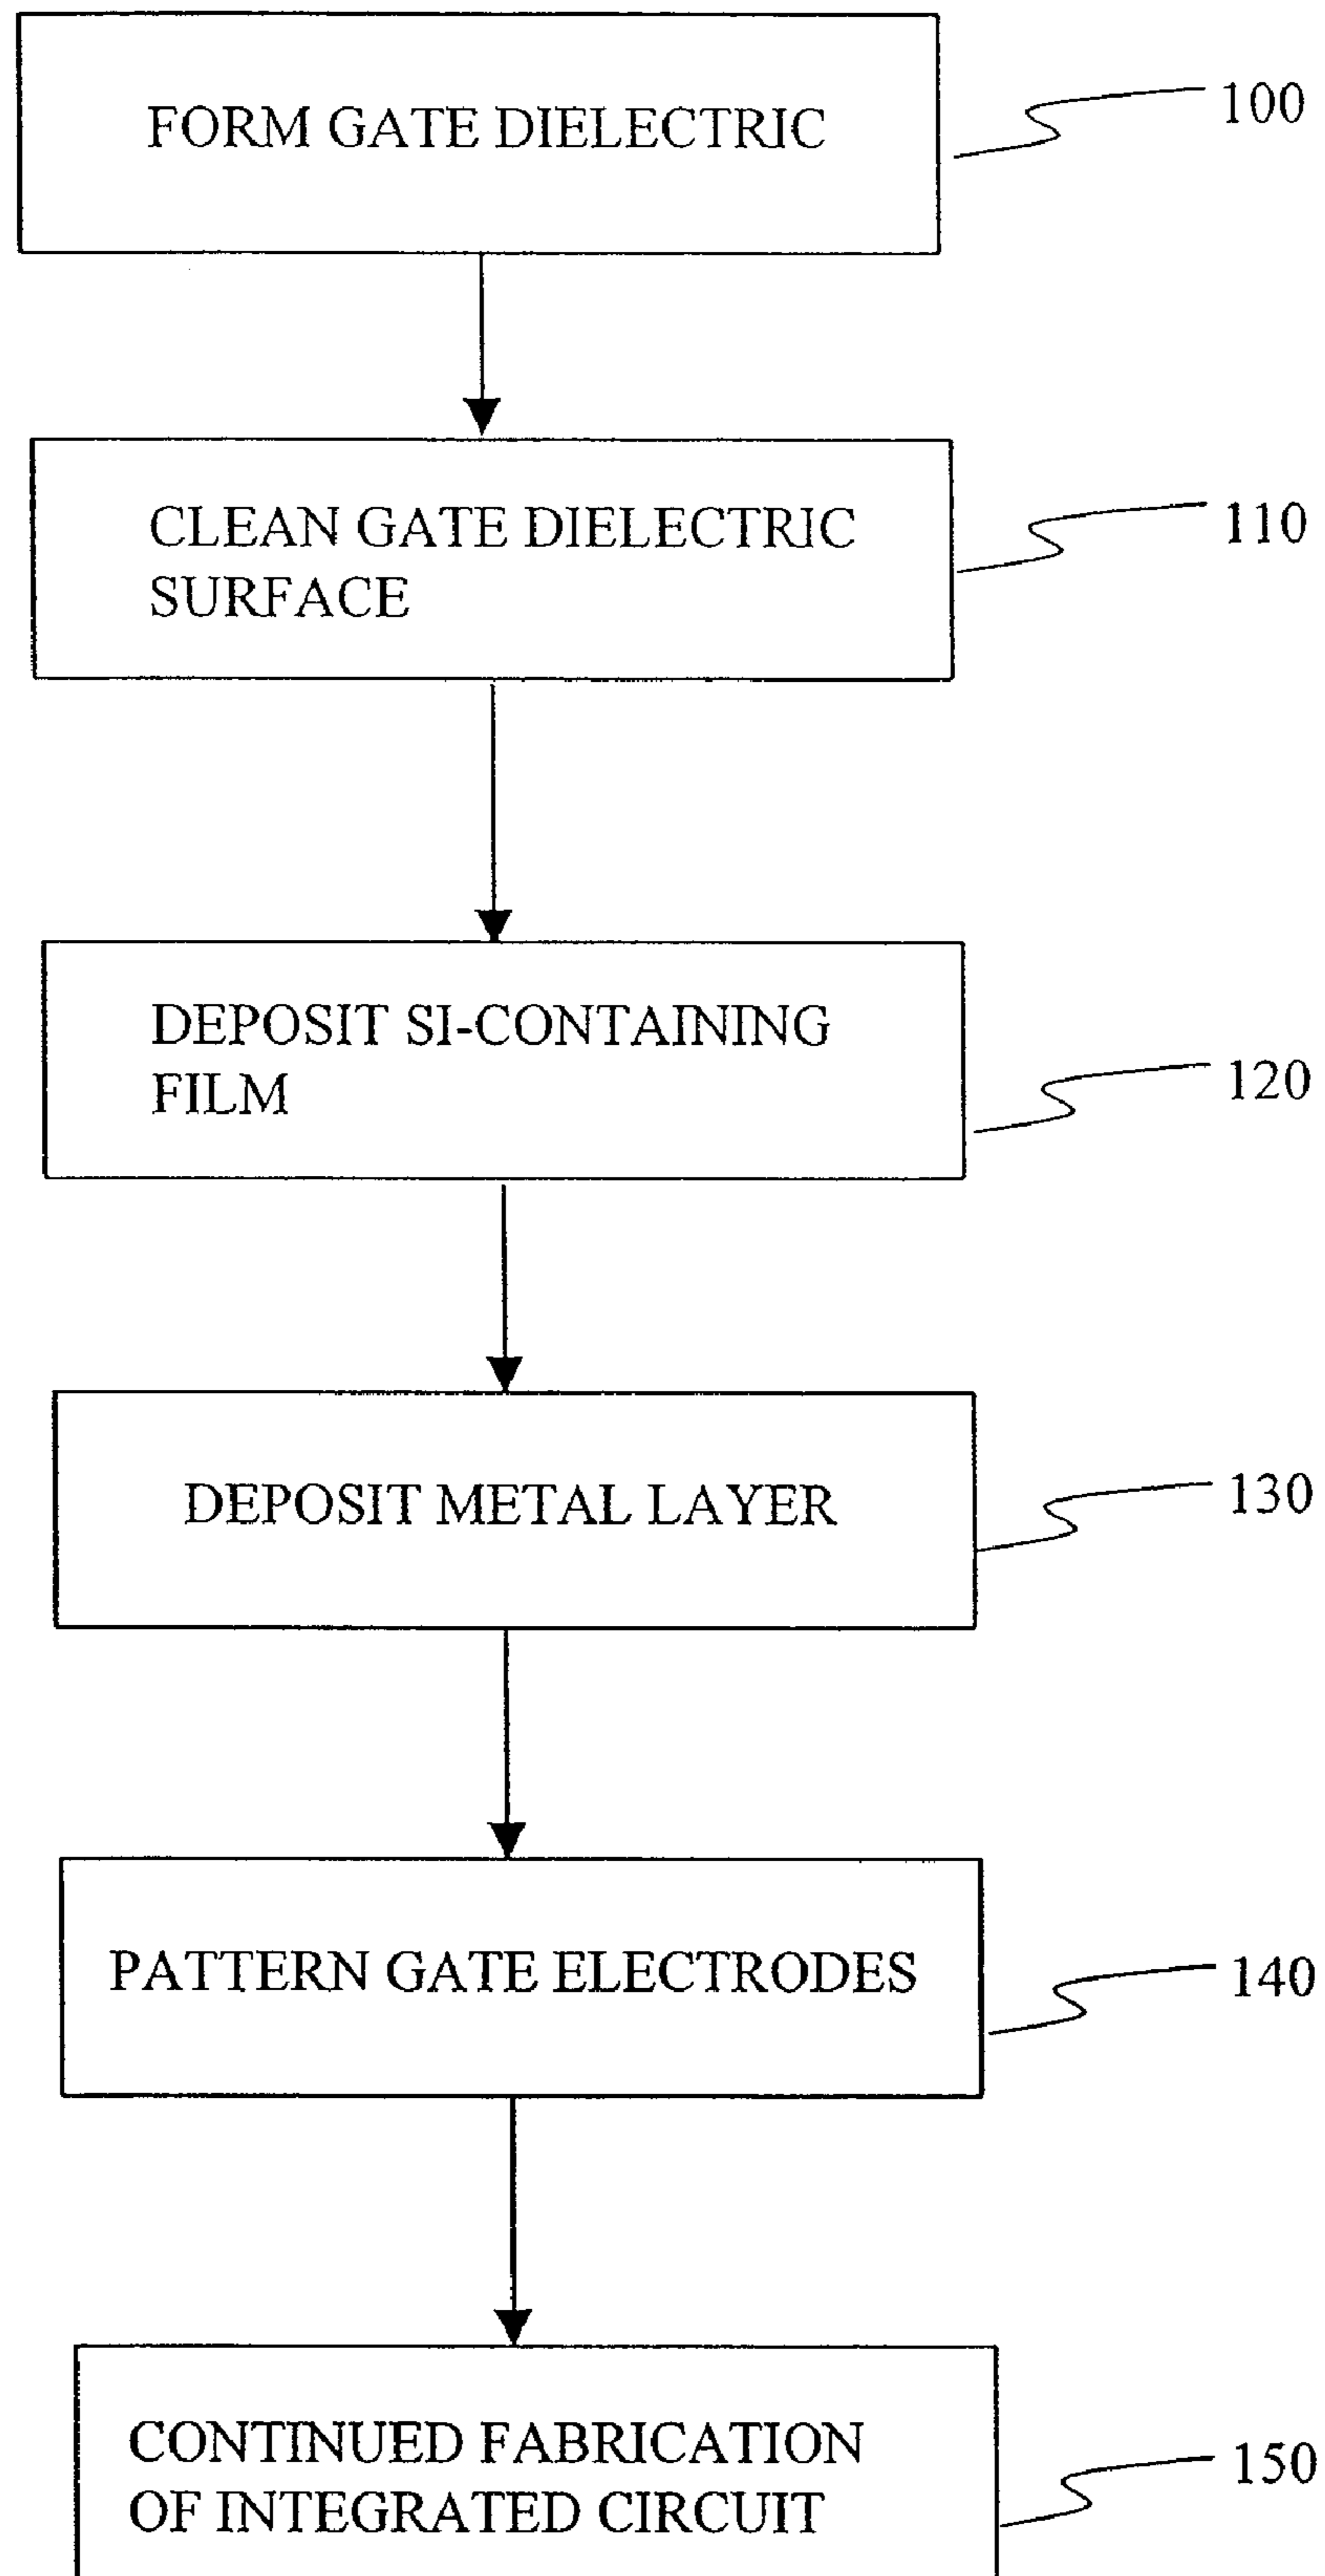 FORM GATE DIELECTRIC
100
CLEAN GATE DIELECTRIC
SURFACE
110
DEPOSIT SI-CONTAINING
FILM
120
DEPOSIT METAL LAYER
130
PATTERN GATE ELECTRODES
140
CONTINUED FABRICATION
OF INTEGRATED CIRCUIT
150